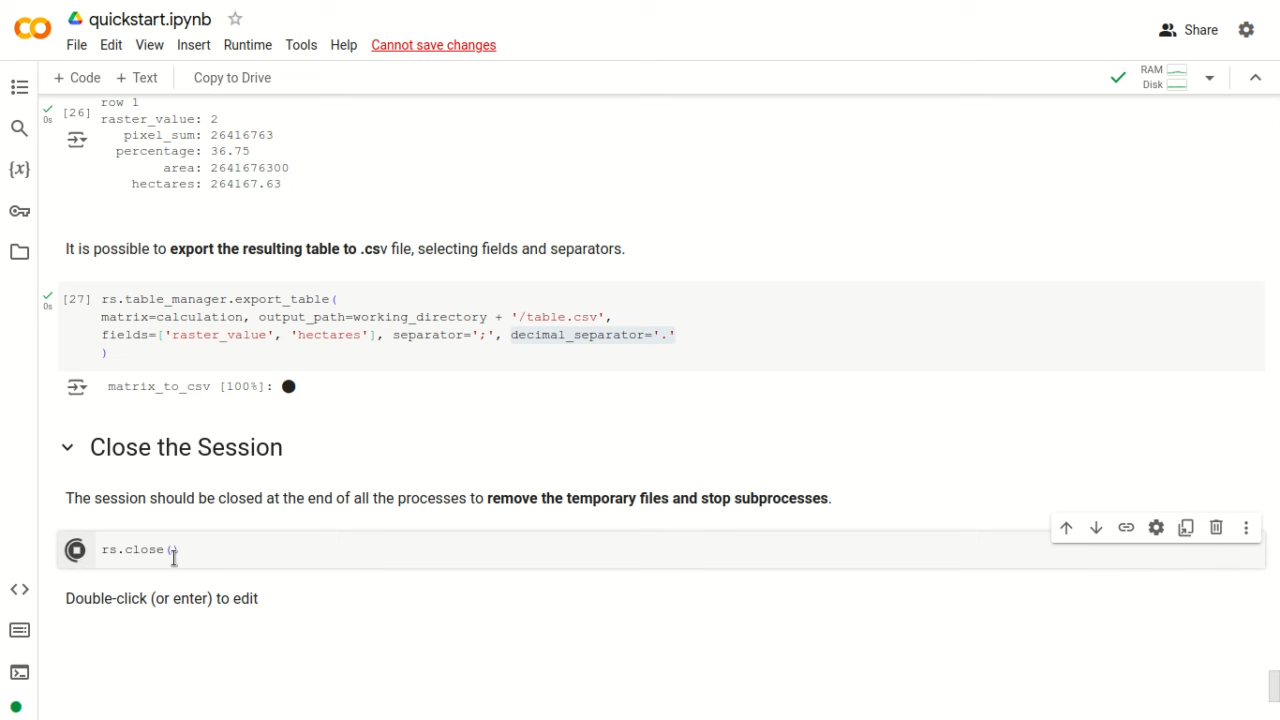 quickstart.ipynb
File Edit View Insert Runtime Tools Help Cannot save changes
Share
+ Code + Text Copy to Drive
RAM
Disk
row 1
[26] raster_value: 2
0s
pixel_sum: 26416763
percentage: 36.75
area: 2641676300
hectares: 264167.63
{x}
It is possible to export the resulting table to .csv file, selecting fields and separators.
[27] rs.table_manager.export_table(
0s
matrix=calculation, output_path=working_directory + '/table.csv',
fields=['raster_value', 'hectares'], separator=';', decimal_separator='.'
)
matrix_to_csv [100%]: ⬤
Close the Session
The session should be closed at the end of all the processes to remove the temporary files and stop subprocesses.
rs.close()
Double-click (or enter) to edit